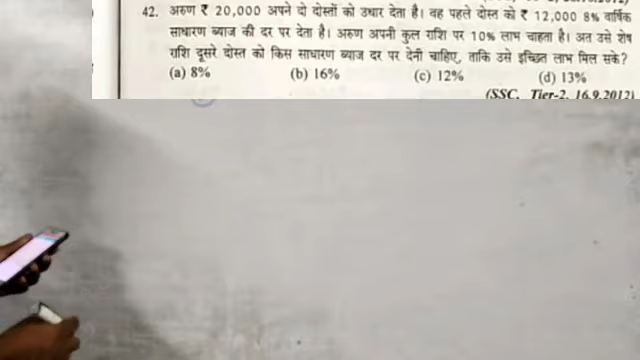 42. अरुण ₹ 20,000 अपने दो दोस्तों को उधार देता है। वह पहले दोस्त को ₹ 12,000 8% वार्षिक
साधारण ब्याज की दर पर देता है। अरुण अपनी कुल राशि पर 10% लाभ चाहता है। अत उसे शेष
राशि दूसरे दोस्त को किस साधारण ब्याज दर पर देनी चाहिए, ताकि उसे इच्छित लाभ मिल सके?
(a) 8% (b) 16% (c) 12% (d) 13%
(SSC, Tier-2, 16.9.2012)